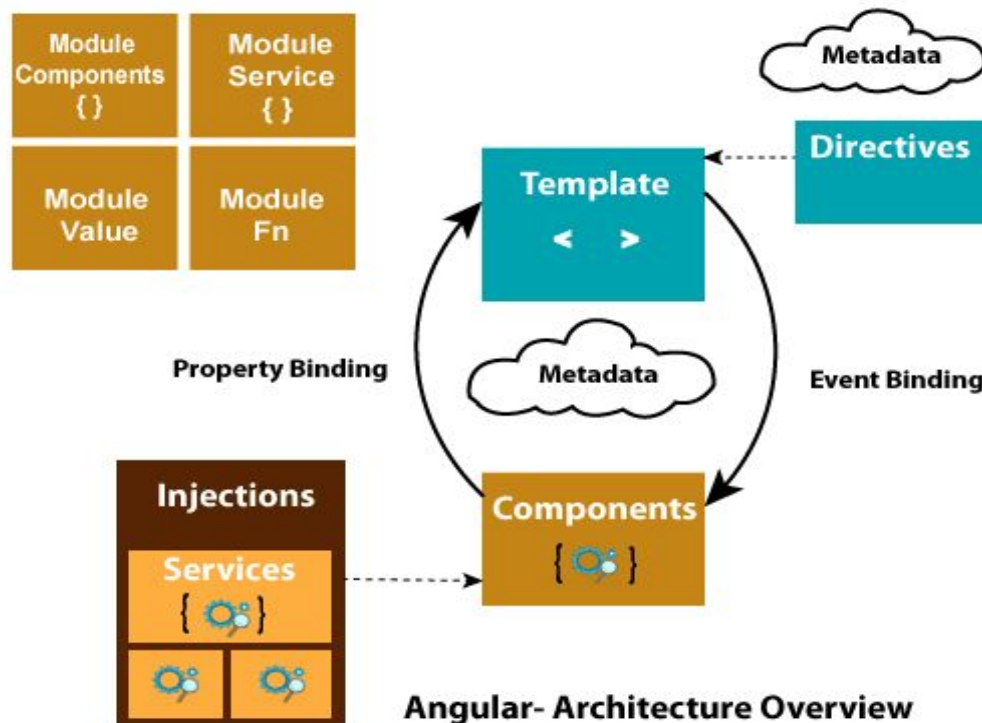 Module
Components
{ }
Module
Service
{ }
Module
Value
Module
Fn
Metadata
Directives
Template
< >
Property Binding
Metadata
Event Binding
Injections
Services
{ }
Components
{ }
Angular- Architecture Overview